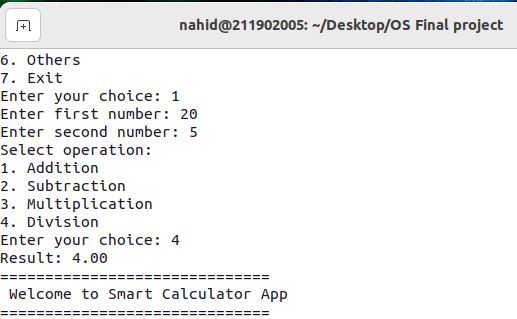 nahid@211902005: ~/Desktop/OS Final project
6. Others
7. Exit
Enter your choice: 1
Enter first number: 20
Enter second number: 5
Select operation:
1. Addition
2. Subtraction
3. Multiplication
4. Division
Enter your choice: 4
Result: 4.00
==============================
 Welcome to Smart Calculator App
==============================